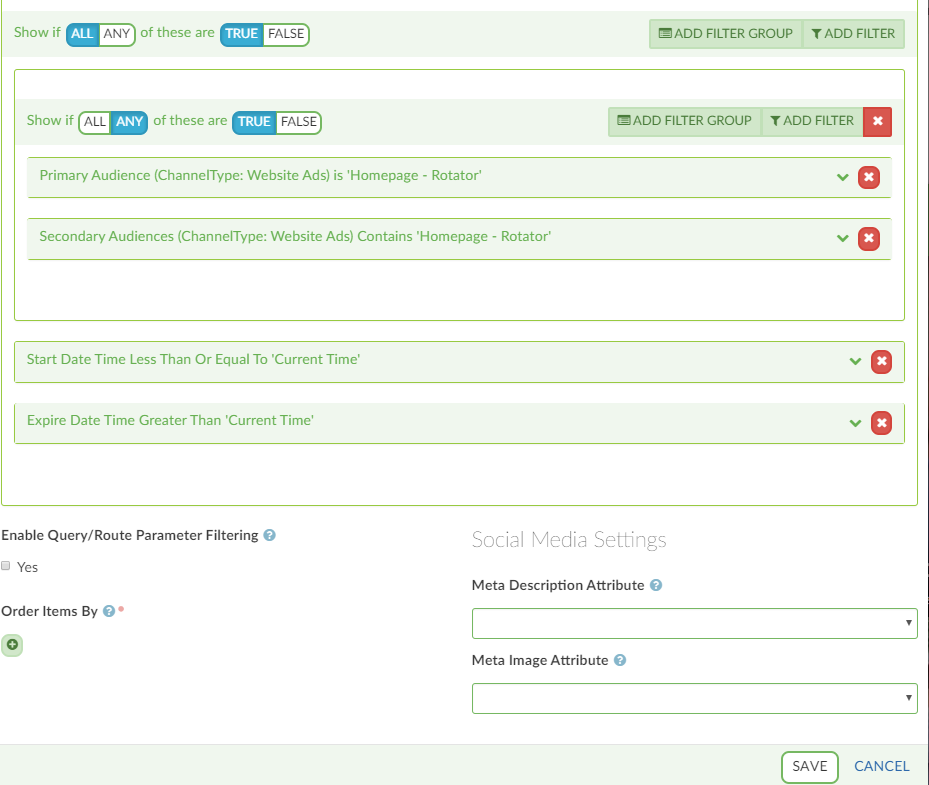 Show if ALL ANY of these are TRUE FALSE ADD FILTER GROUP ADD FILTER
Show if ALL ANY of these are TRUE FALSE ADD FILTER GROUP ADD FILTER
Primary Audience (ChannelType: Website Ads) is 'Homepage - Rotator'
Secondary Audiences (ChannelType: Website Ads) Contains 'Homepage - Rotator'
Start Date Time Less Than Or Equal To 'Current Time'
Expire Date Time Greater Than 'Current Time'
Enable Query/Route Parameter Filtering ?
Yes
Order Items By ?
Social Media Settings
Meta Description Attribute ?
Meta Image Attribute ?
SAVE CANCEL